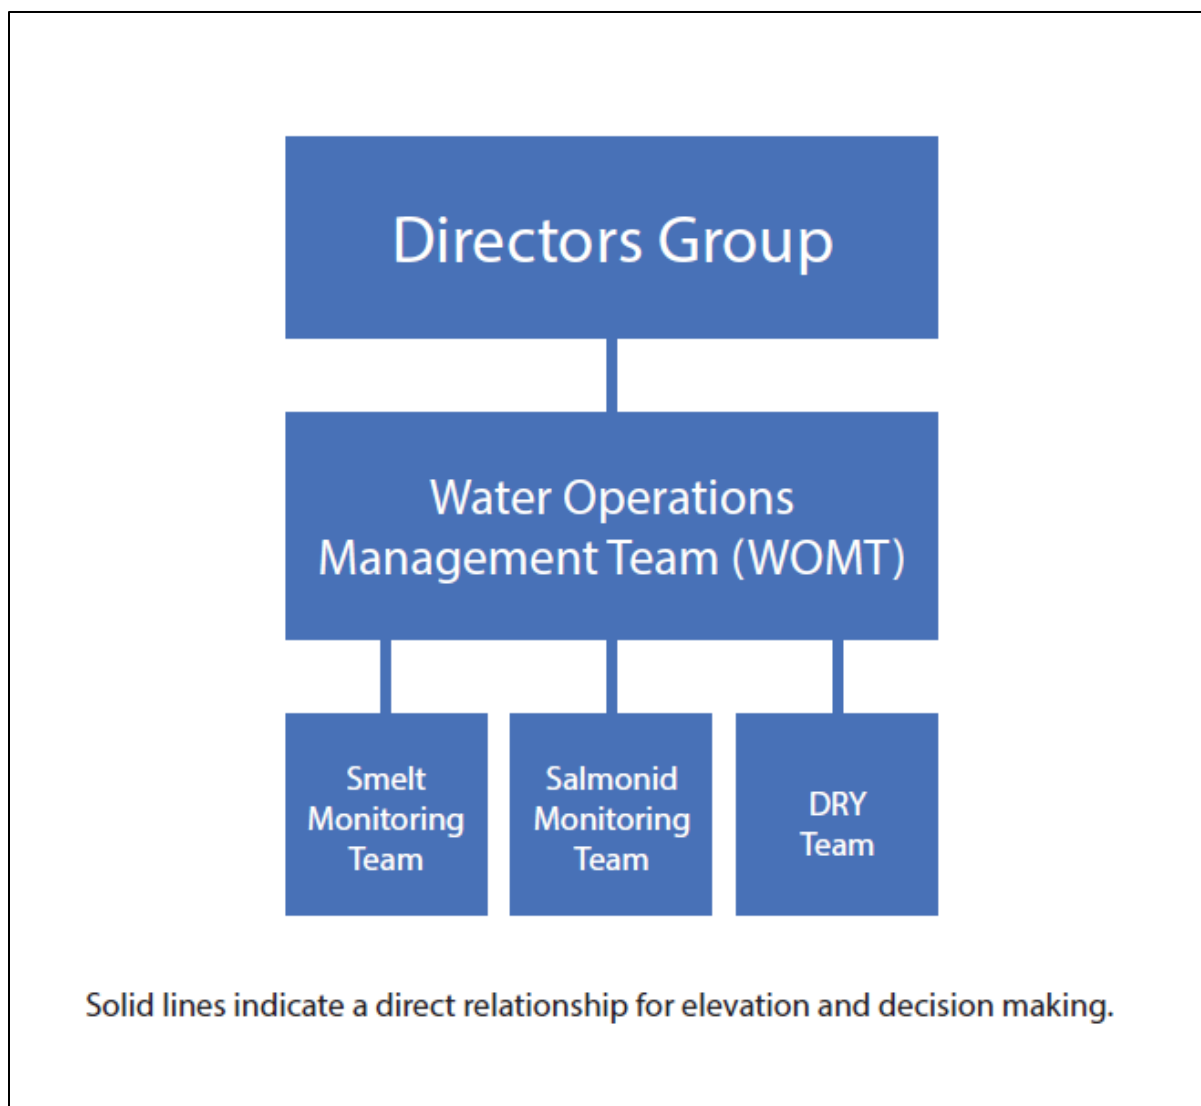 Directors Group
Water Operations
Management Team (WOMT)
Smelt
Monitoring
Team
Salmonid
Monitoring
Team
DRY
Team
Solid lines indicate a direct relationship for elevation and decision making.